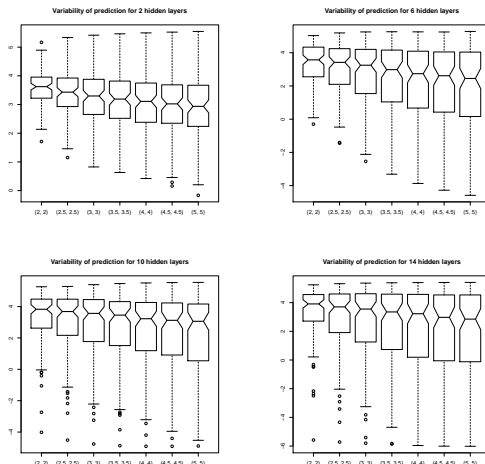 Variability of prediction for 2 hidden layers
5
4
3
2
1
0
(2, 2) (2.5, 2.5) (3, 3) (3.5, 3.5) (4, 4) (4.5, 4.5) (5, 5)
Variability of prediction for 6 hidden layers
4
2
0
−2
−4
(2, 2) (2.5, 2.5) (3, 3) (3.5, 3.5) (4, 4) (4.5, 4.5) (5, 5)
Variability of prediction for 10 hidden layers
4
2
0
−2
−4
(2, 2) (2.5, 2.5) (3, 3) (3.5, 3.5) (4, 4) (4.5, 4.5) (5, 5)
Variability of prediction for 14 hidden layers
4
2
0
−2
−4
−6
(2, 2) (2.5, 2.5) (3, 3) (3.5, 3.5) (4, 4) (4.5, 4.5) (5, 5)